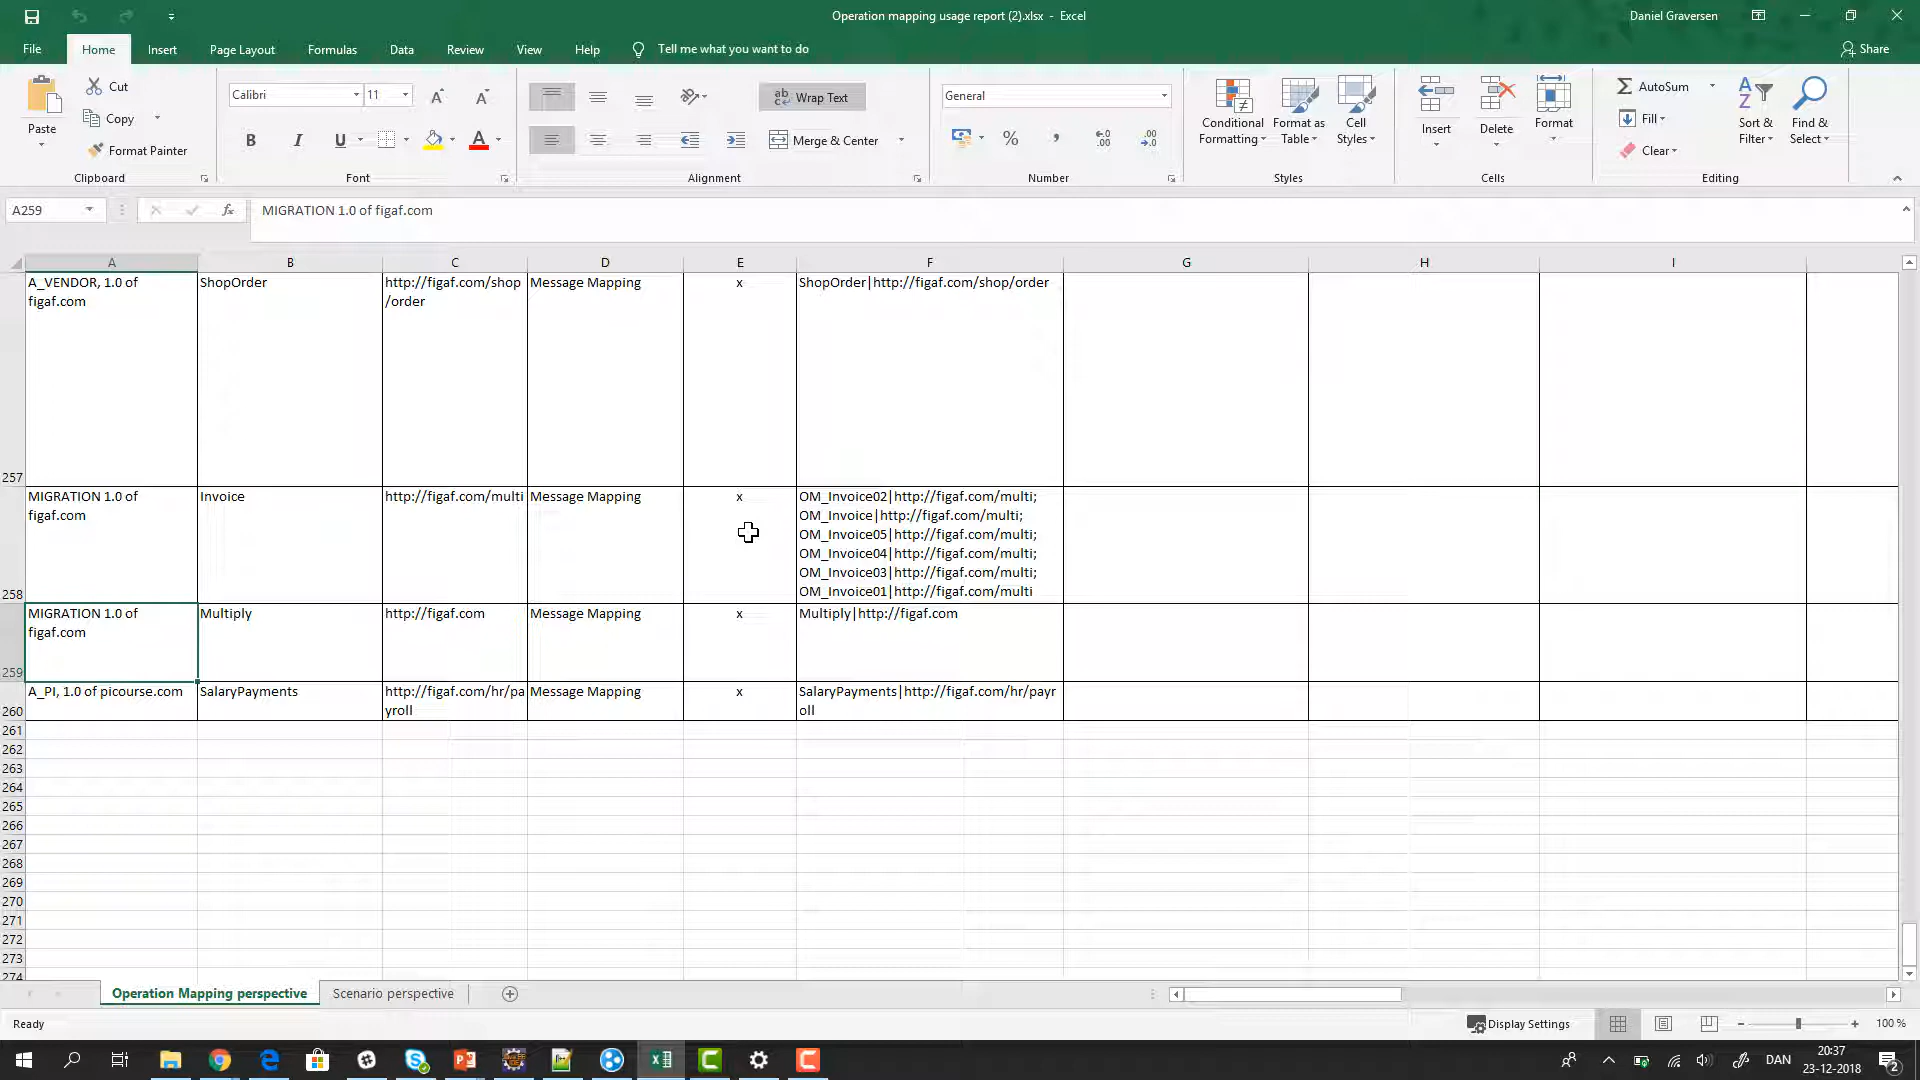 Operation mapping usage report (2).xlsx - Excel
Daniel Graversen
File Home Insert Page Layout Formulas Data Review View Help Tell me what you want to do Share
Paste Cut Copy Format Painter Clipboard
Calibri 11 A A B I U A Font
Wrap Text Merge & Center Alignment
General % Number
Conditional Formatting Format as Table Cell Styles Styles
Insert Delete Format Cells
AutoSum Fill Clear Sort & Filter Find & Select Editing
A259 fx MIGRATION 1.0 of figaf.com
A B C D E F G H I
A_VENDOR, 1.0 of figaf.com ShopOrder http://figaf.com/shop/order Message Mapping x ShopOrder|http://figaf.com/shop/order
257
MIGRATION 1.0 of figaf.com Invoice http://figaf.com/multi Message Mapping x OM_Invoice02|http://figaf.com/multi;
OM_Invoice|http://figaf.com/multi;
OM_Invoice05|http://figaf.com/multi;
OM_Invoice04|http://figaf.com/multi;
OM_Invoice03|http://figaf.com/multi;
258 OM_Invoice01|http://figaf.com/multi
MIGRATION 1.0 of figaf.com Multiply http://figaf.com Message Mapping x Multiply|http://figaf.com
259
A_PI, 1.0 of picourse.com SalaryPayments http://figaf.com/hr/payroll Message Mapping x SalaryPayments|http://figaf.com/hr/payroll
260
261
262
263
264
265
266
267
268
269
270
271
272
273
274
Operation Mapping perspective Scenario perspective
Ready Display Settings 100 %
DAN 20:37
23-12-2018 2